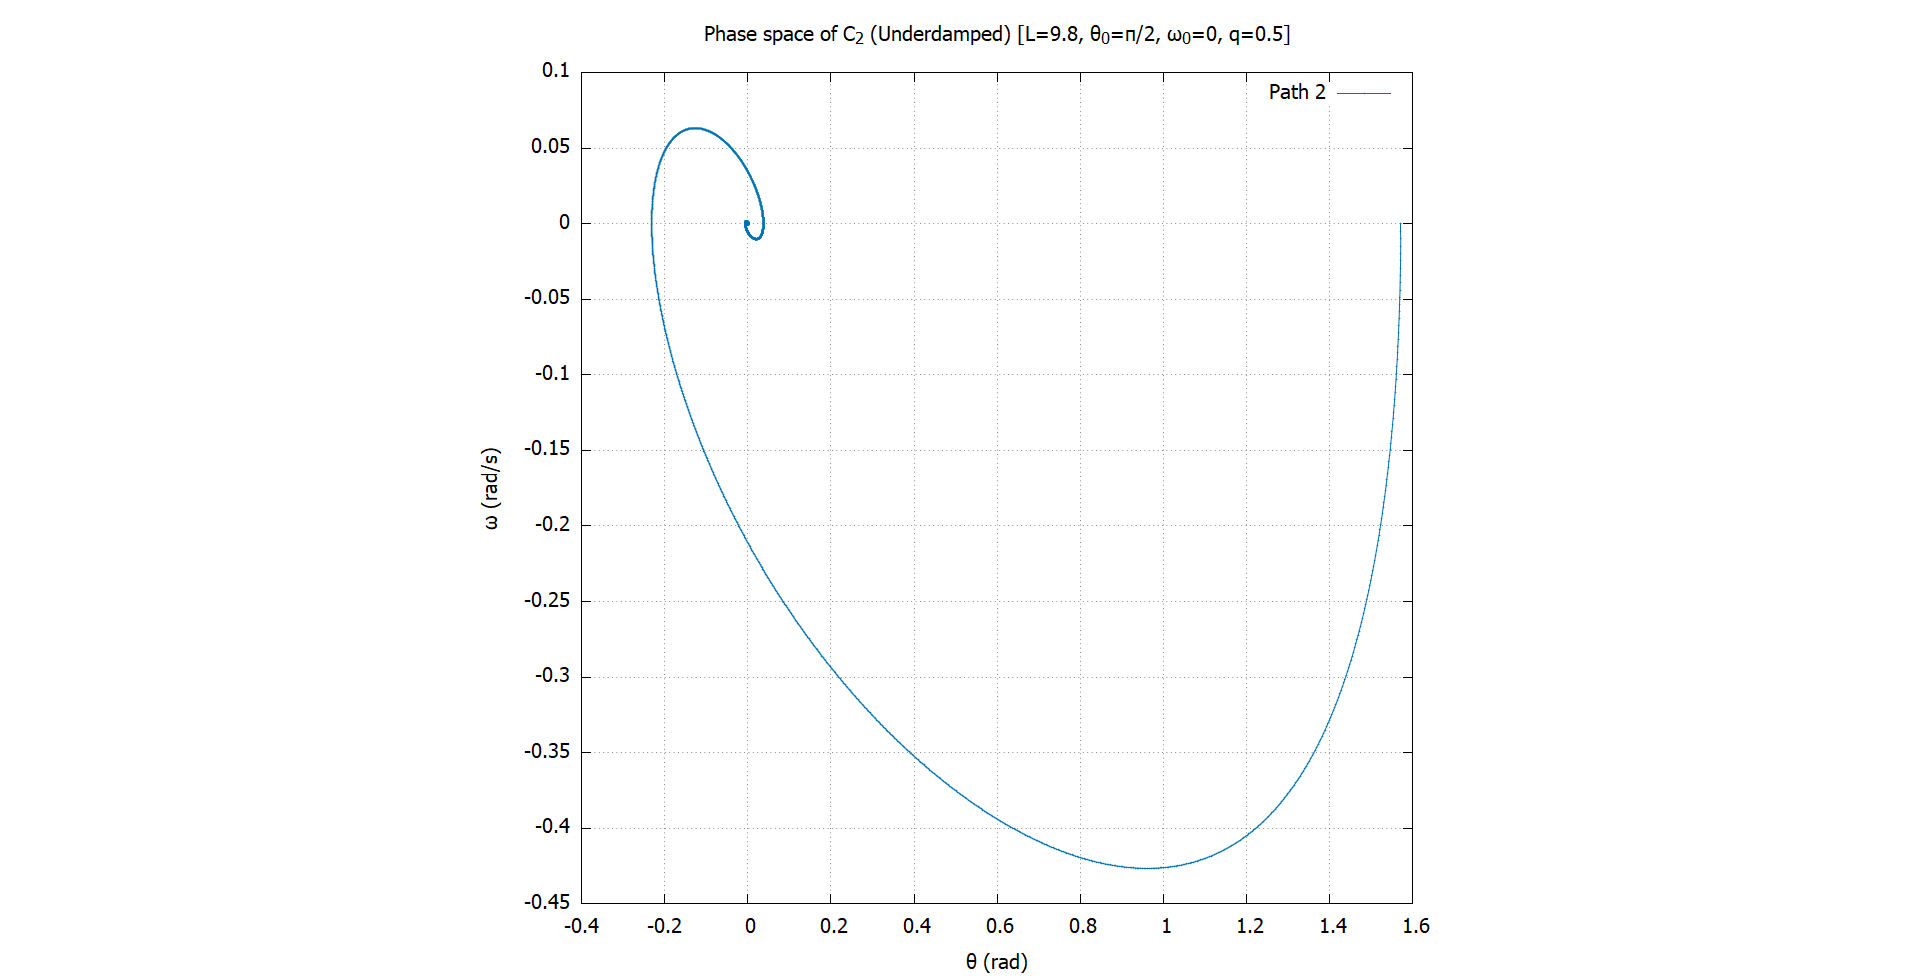 Phase space of C₂ (Underdamped) [L=9.8, θ₀=π/2, ω₀=0, q=0.5]
Path 2
0.1
0.05
0
-0.05
-0.1
-0.15
-0.2
-0.25
-0.3
-0.35
-0.4
-0.45
ω (rad/s)
-0.4 -0.2 0 0.2 0.4 0.6 0.8 1 1.2 1.4 1.6
θ (rad)